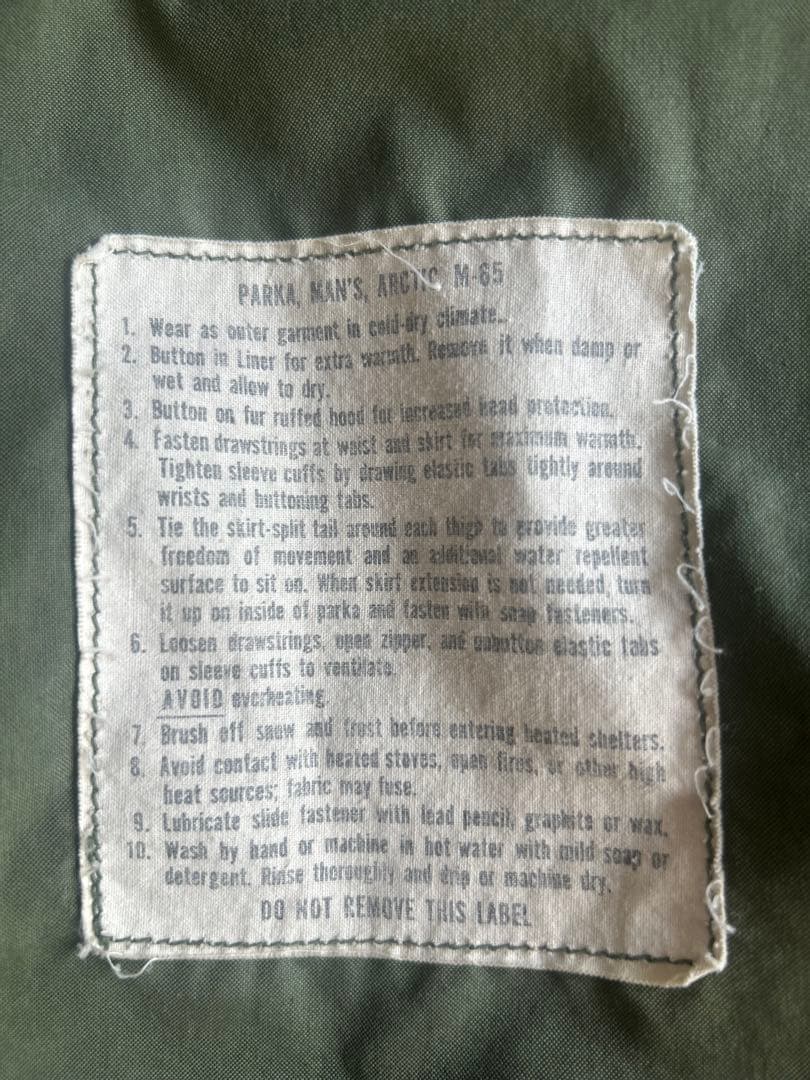 PARKA, MAN'S, ARCTIC M-65
1. Wear as outer garment in cold-dry climate.
2. Button in Liner for extra warmth. Remove it when damp or
wet and allow to dry.
3. Button on fur ruffed hood for increased head protection.
4. Fasten drawstrings at waist and skirt for maximum warmth.
Tighten sleeve cuffs by drawing elastic tabs tightly around
wrists and buttoning tabs.
5. Tie the skirt-split tail around each thigh to provide greater
freedom of movement and an additional water repellent
surface to sit on. When skirt extension is not needed, turn
it up on inside of parka and fasten with snap fasteners.
6. Loosen drawstrings, open zipper, and unbutton elastic tabs
on sleeve cuffs to ventilate.
AVOID overheating.
7. Brush off snow and frost before entering heated shelters.
8. Avoid contact with heated stoves, open fires, or other high
heat sources; fabric may fuse.
9. Lubricate slide fastener with lead pencil, graphite or wax.
10. Wash by hand or machine in hot water with mild soap or
detergent. Rinse thoroughly and drip or machine dry.
DO NOT REMOVE THIS LABEL